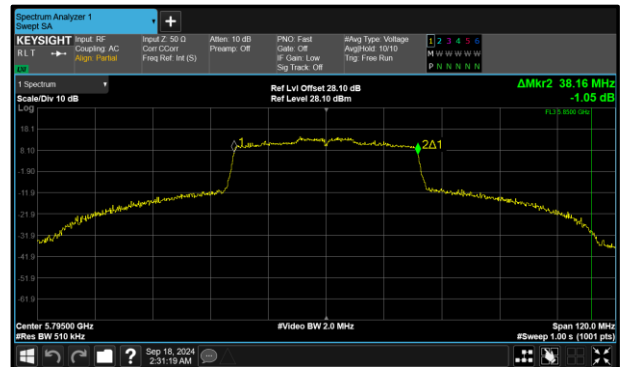 Spectrum Analyzer 1
Swept SA
KEYSIGHT Input: RF
RLT Coupling: AC
Align: Partial
Input Z: 50 Ω
Corr CCorr
Freq Ref: Int (S)
Atten: 10 dB
Preamp: Off
PNO: Fast
Gate: Off
IF Gain: Low
Sig Track: Off
#Avg Type: Voltage
Avg|Hold: 10/10
Trig: Free Run
1 2 3 4 5 6
M W W W W W
P N N N N N
LXI
1 Spectrum
Scale/Div 10 dB
Log
Ref Lvl Offset 28.10 dB
Ref Level 28.10 dBm
ΔMkr2 38.16 MHz
-1.05 dB
18.1
8.10
-1.90
-11.9
-21.9
-31.9
-41.9
-51.9
-61.9
1
2Δ1
Center 5.79500 GHz
#Res BW 510 kHz
#Video BW 2.0 MHz
Span 120.0 MHz
#Sweep 1.00 s (1001 pts)
?
Sep 18, 2024
2:31:19 AM